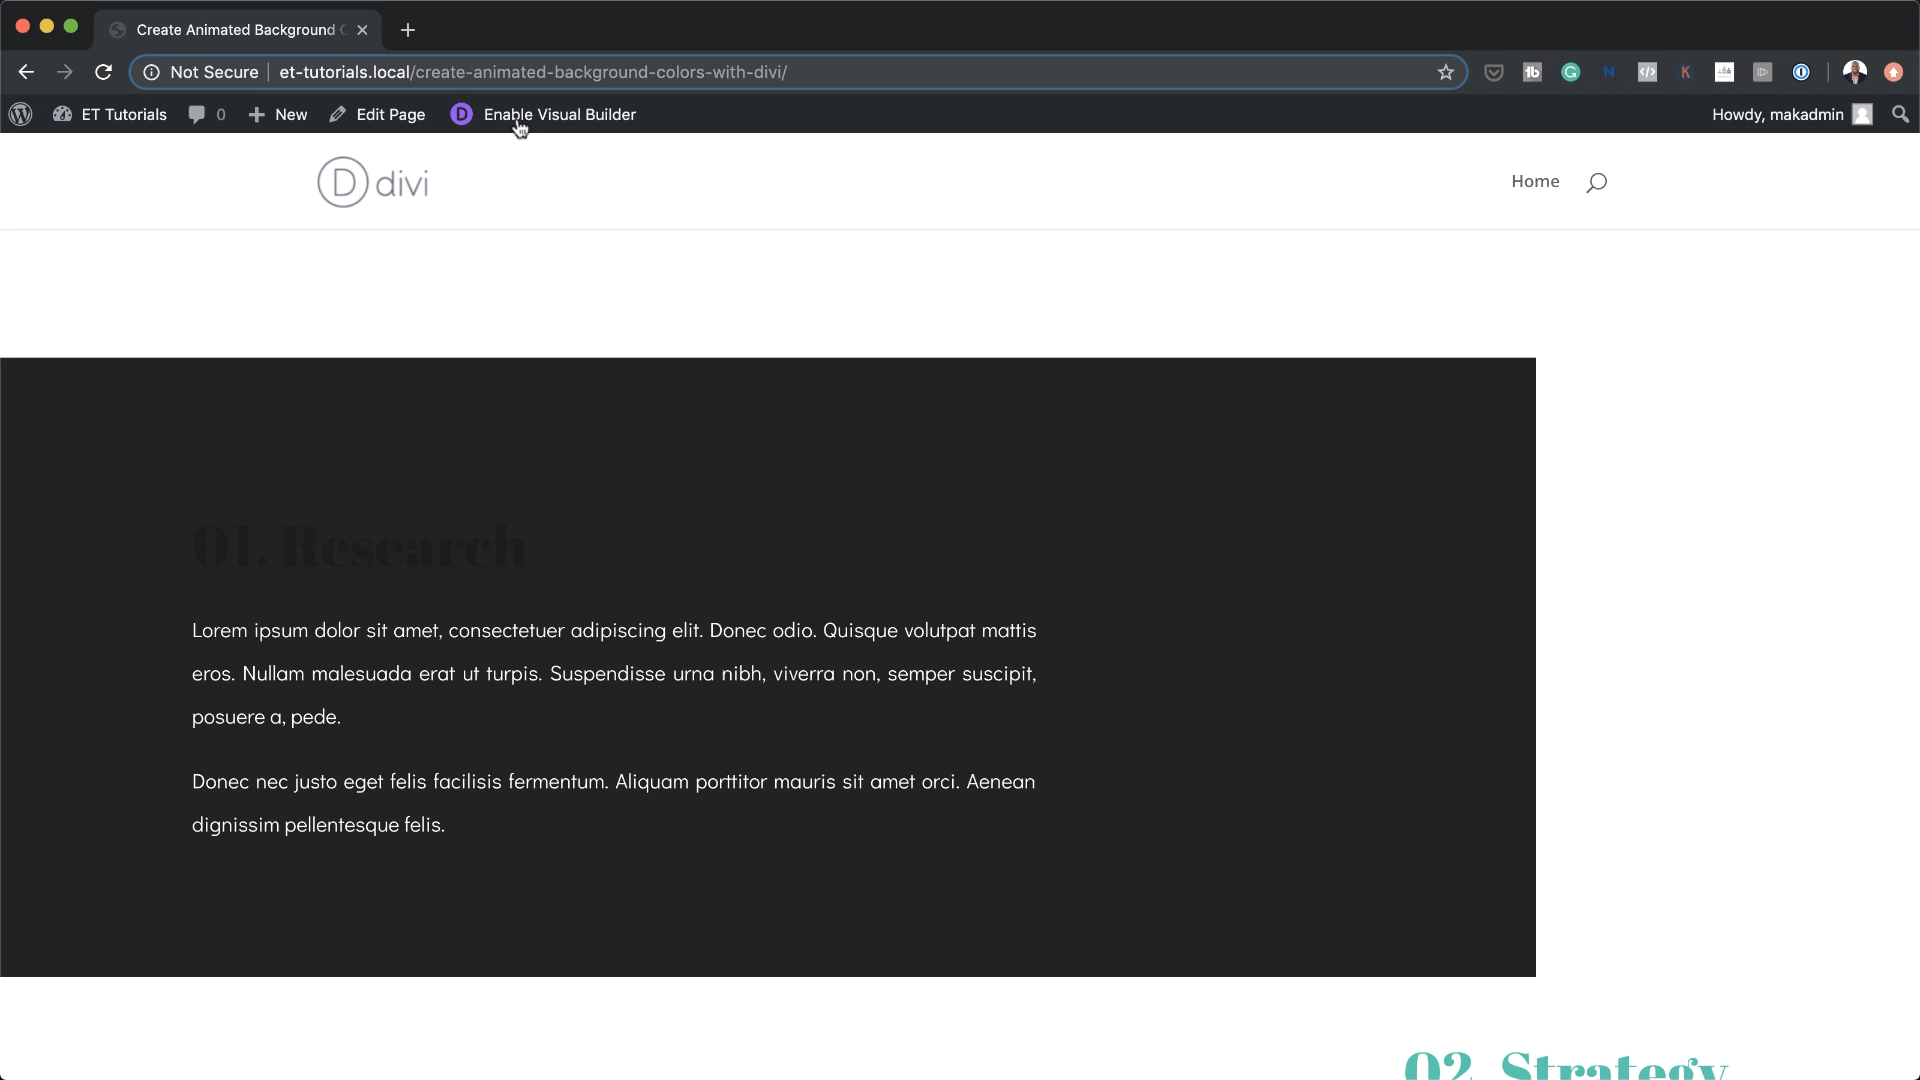 Create Animated Background
Not Secure | et-tutorials.local/create-animated-background-colors-with-divi/
ET Tutorials 0 New Edit Page D Enable Visual Builder Howdy, makadmin
D divi
Home
01. Research
Lorem ipsum dolor sit amet, consectetuer adipiscing elit. Donec odio. Quisque volutpat mattis
eros. Nullam malesuada erat ut turpis. Suspendisse urna nibh, viverra non, semper suscipit,
posuere a, pede.
Donec nec justo eget felis facilisis fermentum. Aliquam porttitor mauris sit amet orci. Aenean
dignissim pellentesque felis.
02. Strategy